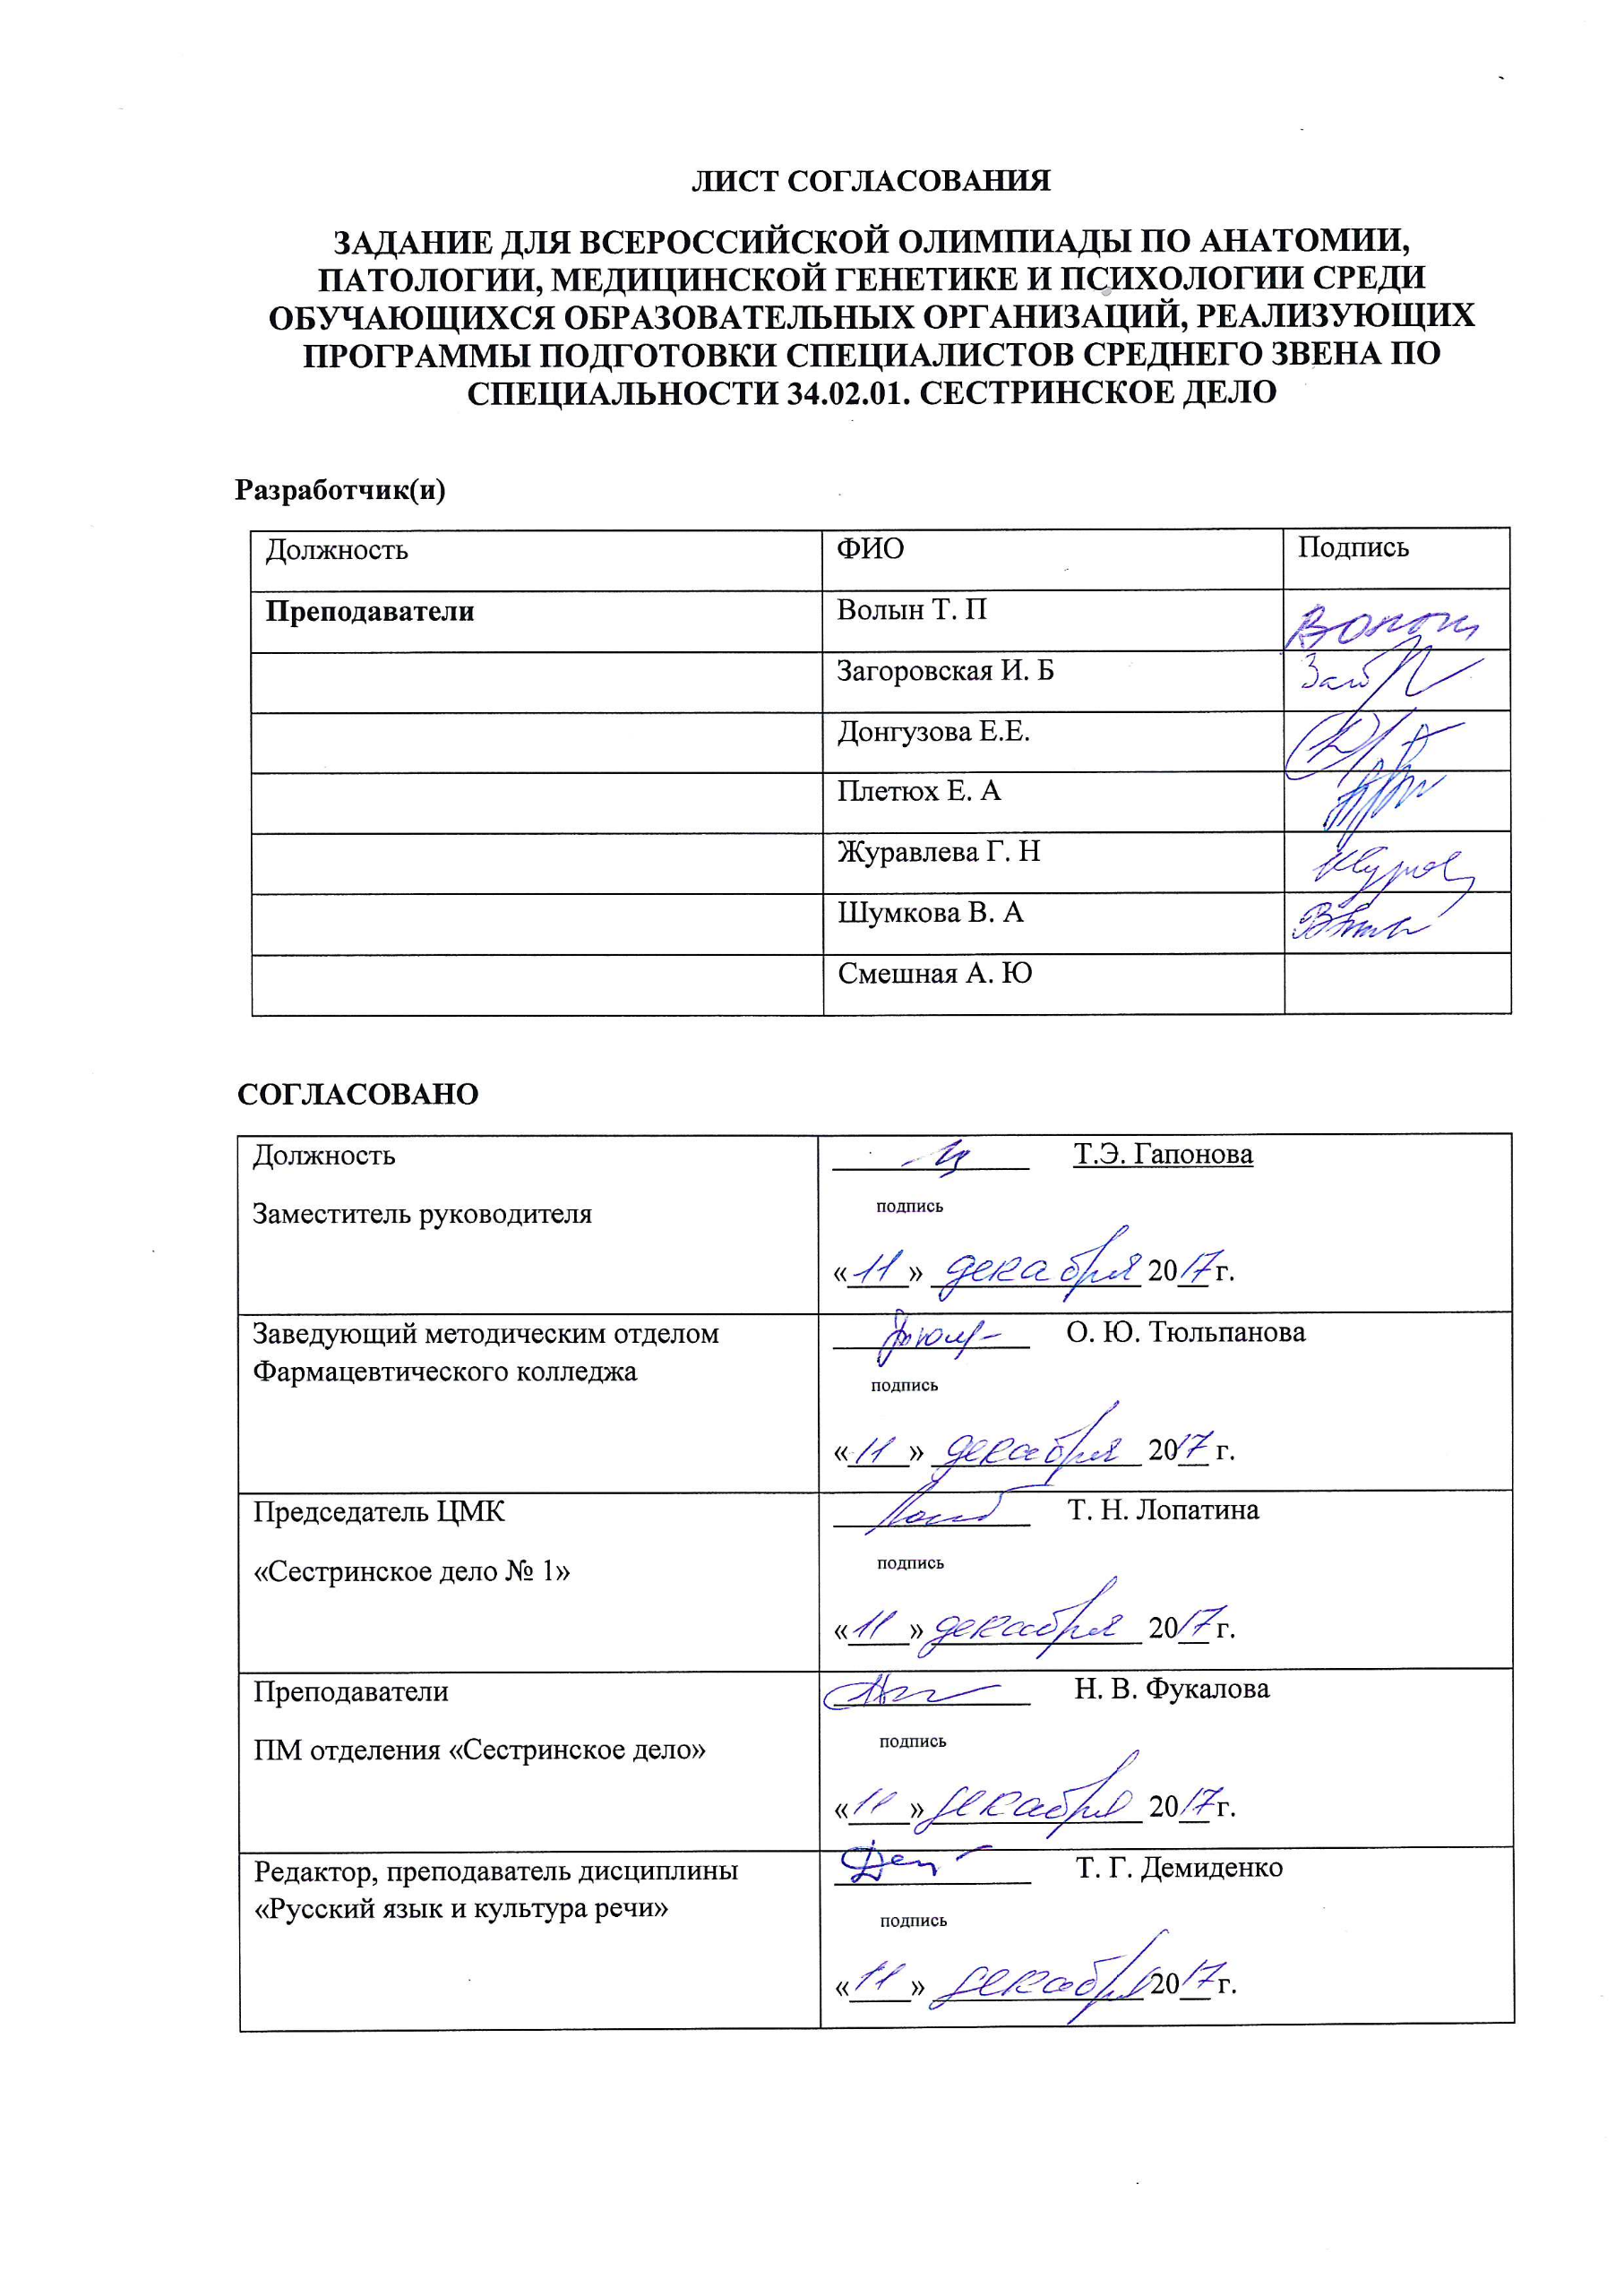 ЛИСТ СОГЛАСОВАНИЯ
ЗАДАНИЕ ДЛЯ ВСЕРОССИЙСКОЙ ОЛИМПИАДЫ ПО АНАТОМИИ,
ПАТОЛОГИИ, МЕДИЦИНСКОЙ ГЕНЕТИКЕ И ПСИХОЛОГИИ СРЕДИ
ОБУЧАЮЩИХСЯ ОБРАЗОВАТЕЛЬНЫХ ОРГАНИЗАЦИЙ, РЕАЛИЗУЮЩИХ
ПРОГРАММЫ ПОДГОТОВКИ СПЕЦИАЛИСТОВ СРЕДНЕГО ЗВЕНА ПО
СПЕЦИАЛЬНОСТИ 34.02.01. СЕСТРИНСКОЕ ДЕЛО
Разработчик(и)
Должность ФИО Подпись
Преподаватели Волын Т. П
Загоровская И. Б
Донгузова Е.Е.
Плетюх Е. А
Журавлева Г. Н
Шумкова В. А
Смешная А. Ю
СОГЛАСОВАНО
Должность Т.Э. Гапонова
Заместитель руководителя подпись
«11» декабря 2017 г.
Заведующий методическим отделом О. Ю. Тюльпанова
Фармацевтического колледжа подпись
«11» декабря 2017 г.
Председатель ЦМК Т. Н. Лопатина
«Сестринское дело № 1» подпись
«11» декабря 2017 г.
Преподаватели Н. В. Фукалова
ПМ отделения «Сестринское дело» подпись
«11» декабря 2017 г.
Редактор, преподаватель дисциплины Т. Г. Демиденко
«Русский язык и культура речи» подпись
«11» декабря 2017 г.